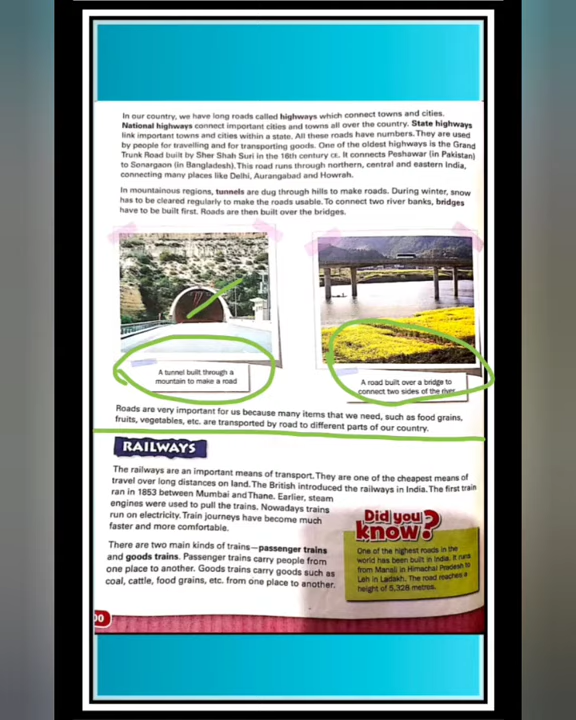 In our country, we have long roads called highways which connect towns and cities.
National highways connect important cities and towns all over the country. State highways
link important towns and cities within a state. All these roads have numbers. They are used
by people for travelling and for transporting goods. One of the oldest highways is the Grand
Trunk Road built by Sher Shah Suri in the 16th century CE. It connects Peshawar (in Pakistan)
to Sonargaon (in Bangladesh). This road runs through northern, central and eastern India,
connecting many places like Delhi, Aurangabad and Howrah.
In mountainous regions, tunnels are dug through hills to make roads. During winter, snow
has to be cleared regularly to make the roads usable. To connect two river banks, bridges
have to be built first. Roads are then built over the bridges.
A tunnel built through a
mountain to make a road
A road built over a bridge to
connect two sides of the river
Roads are very important for us because many items that we need, such as food grains,
fruits, vegetables, etc. are transported by road to different parts of our country.
RAILWAYS
The railways are an important means of transport. They are one of the cheapest means of
travel over long distances on land. The British introduced the railways in India. The first train
ran in 1853 between Mumbai and Thane. Earlier, steam
engines were used to pull the trains. Nowadays trains
run on electricity. Train journeys have become much
faster and more comfortable.
There are two main kinds of trains—passenger trains
and goods trains. Passenger trains carry people from
one place to another. Goods trains carry goods such as
coal, cattle, food grains, etc. from one place to another.
Did you
know?
One of the highest roads in the
world has been built in India. It runs
from Manali in Himachal Pradesh to
Leh in Ladakh. The road reaches a
height of 5,328 metres.
00